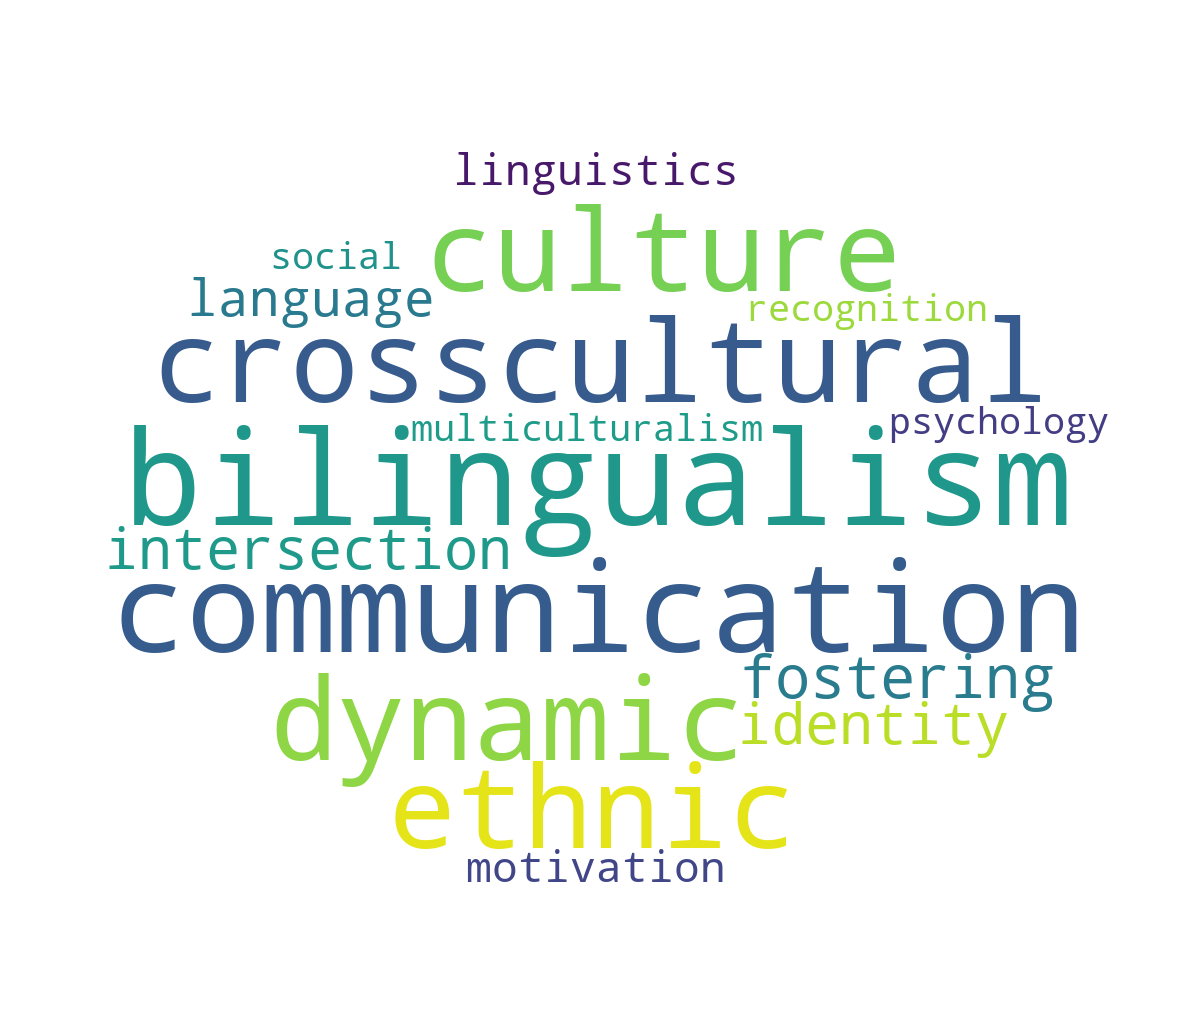 linguistics
culture
social
language
recognition
crosscultural
multiculturalism
psychology
bilingualism
intersection
communication
fostering
dynamic
identity
ethnic
motivation